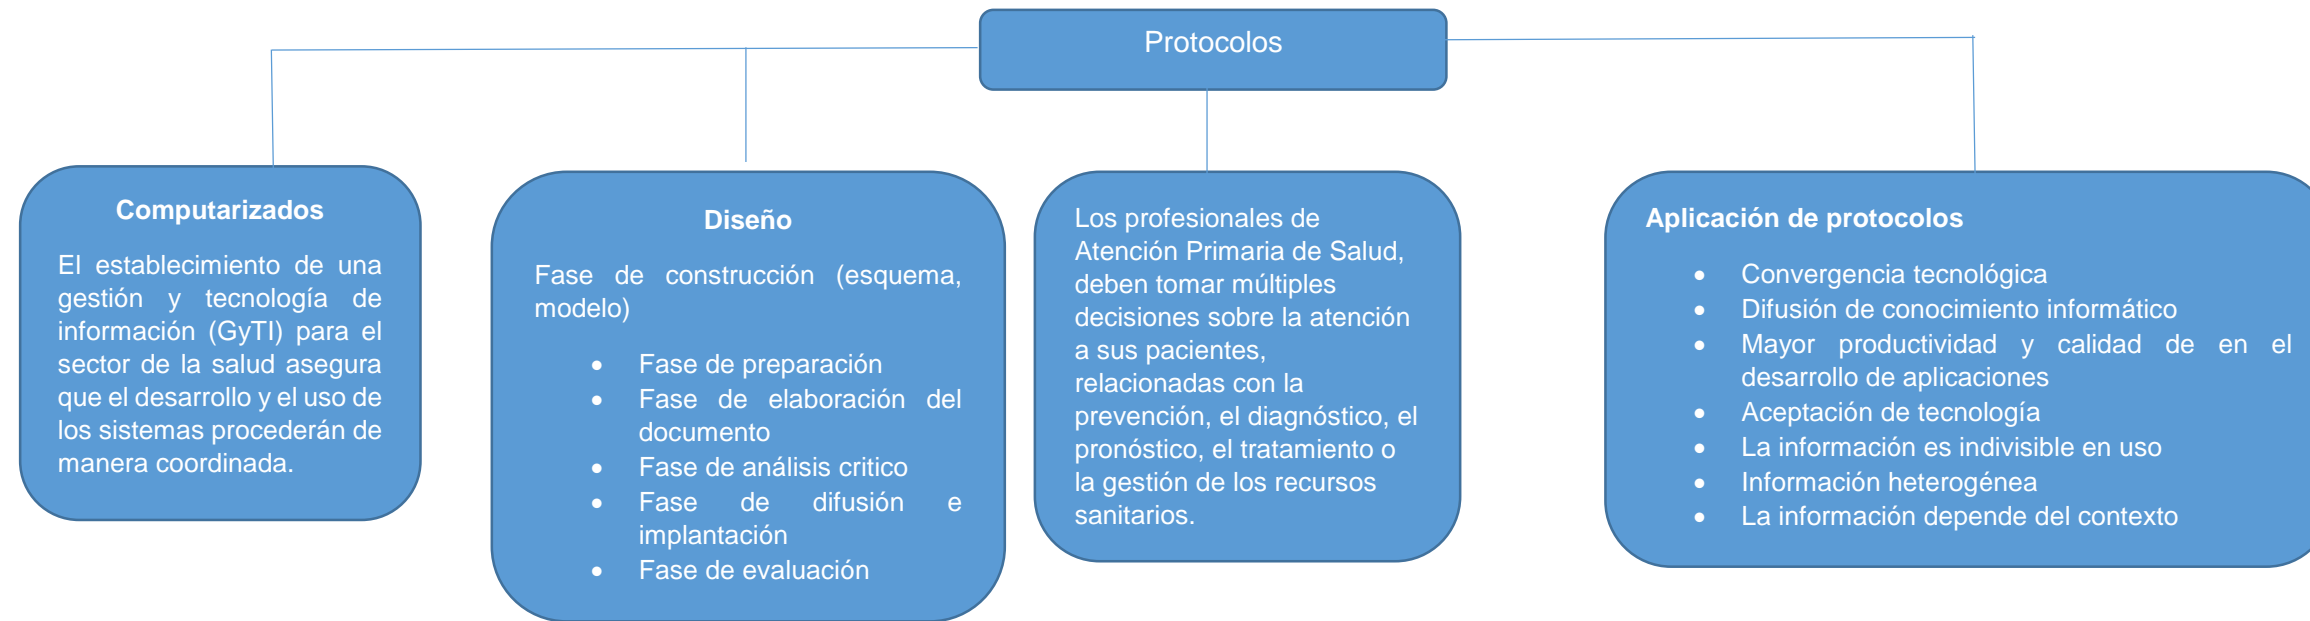 Protocolos
Computarizados
El establecimiento de una
gestión y tecnología de
información (GyTI) para el
sector de la salud asegura
que el desarrollo y el uso de
los sistemas procederán de
manera coordinada.
Diseño
Fase de construcción (esquema,
modelo)
• Fase de preparación
• Fase de elaboración del
documento
• Fase de análisis critico
• Fase de difusión e
implantación
• Fase de evaluación
Los profesionales de
Atención Primaria de Salud,
deben tomar múltiples
decisiones sobre la atención
a sus pacientes,
relacionadas con la
prevención, el diagnóstico, el
pronóstico, el tratamiento o
la gestión de los recursos
sanitarios.
Aplicación de protocolos
• Convergencia tecnológica
• Difusión de conocimiento informático
• Mayor productividad y calidad de en el
desarrollo de aplicaciones
• Aceptación de tecnología
• La información es indivisible en uso
• Información heterogénea
• La información depende del contexto